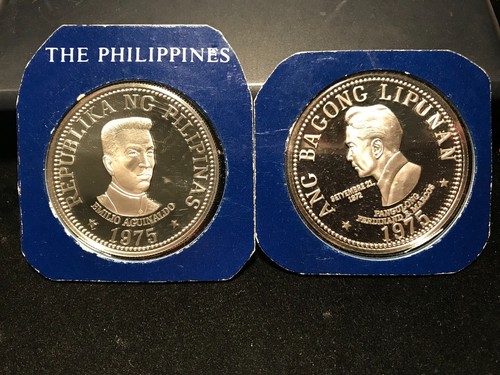 THE PHILIPPINES
REPUBLIKA NG PILIPINAS
EMILIO AGUINALDO
1975
ANG BAGONG LIPUNAN
SETYEMBRE 21,
1972
PANGULONG
FERDINAND E. MARCOS
1975